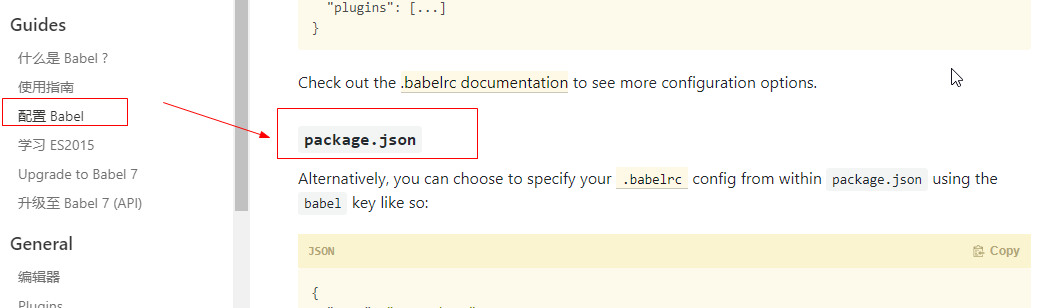 Guides
什么是 Babel ?
使用指南
配置 Babel
学习 ES2015
Upgrade to Babel 7
升级至 Babel 7 (API)
General
编辑器
Plugins
"plugins": [...]
}
Check out the .babelrc documentation to see more configuration options.
package.json
Alternatively, you can choose to specify your .babelrc config from within package.json using the
babel key like so:
JSON
Copy
{